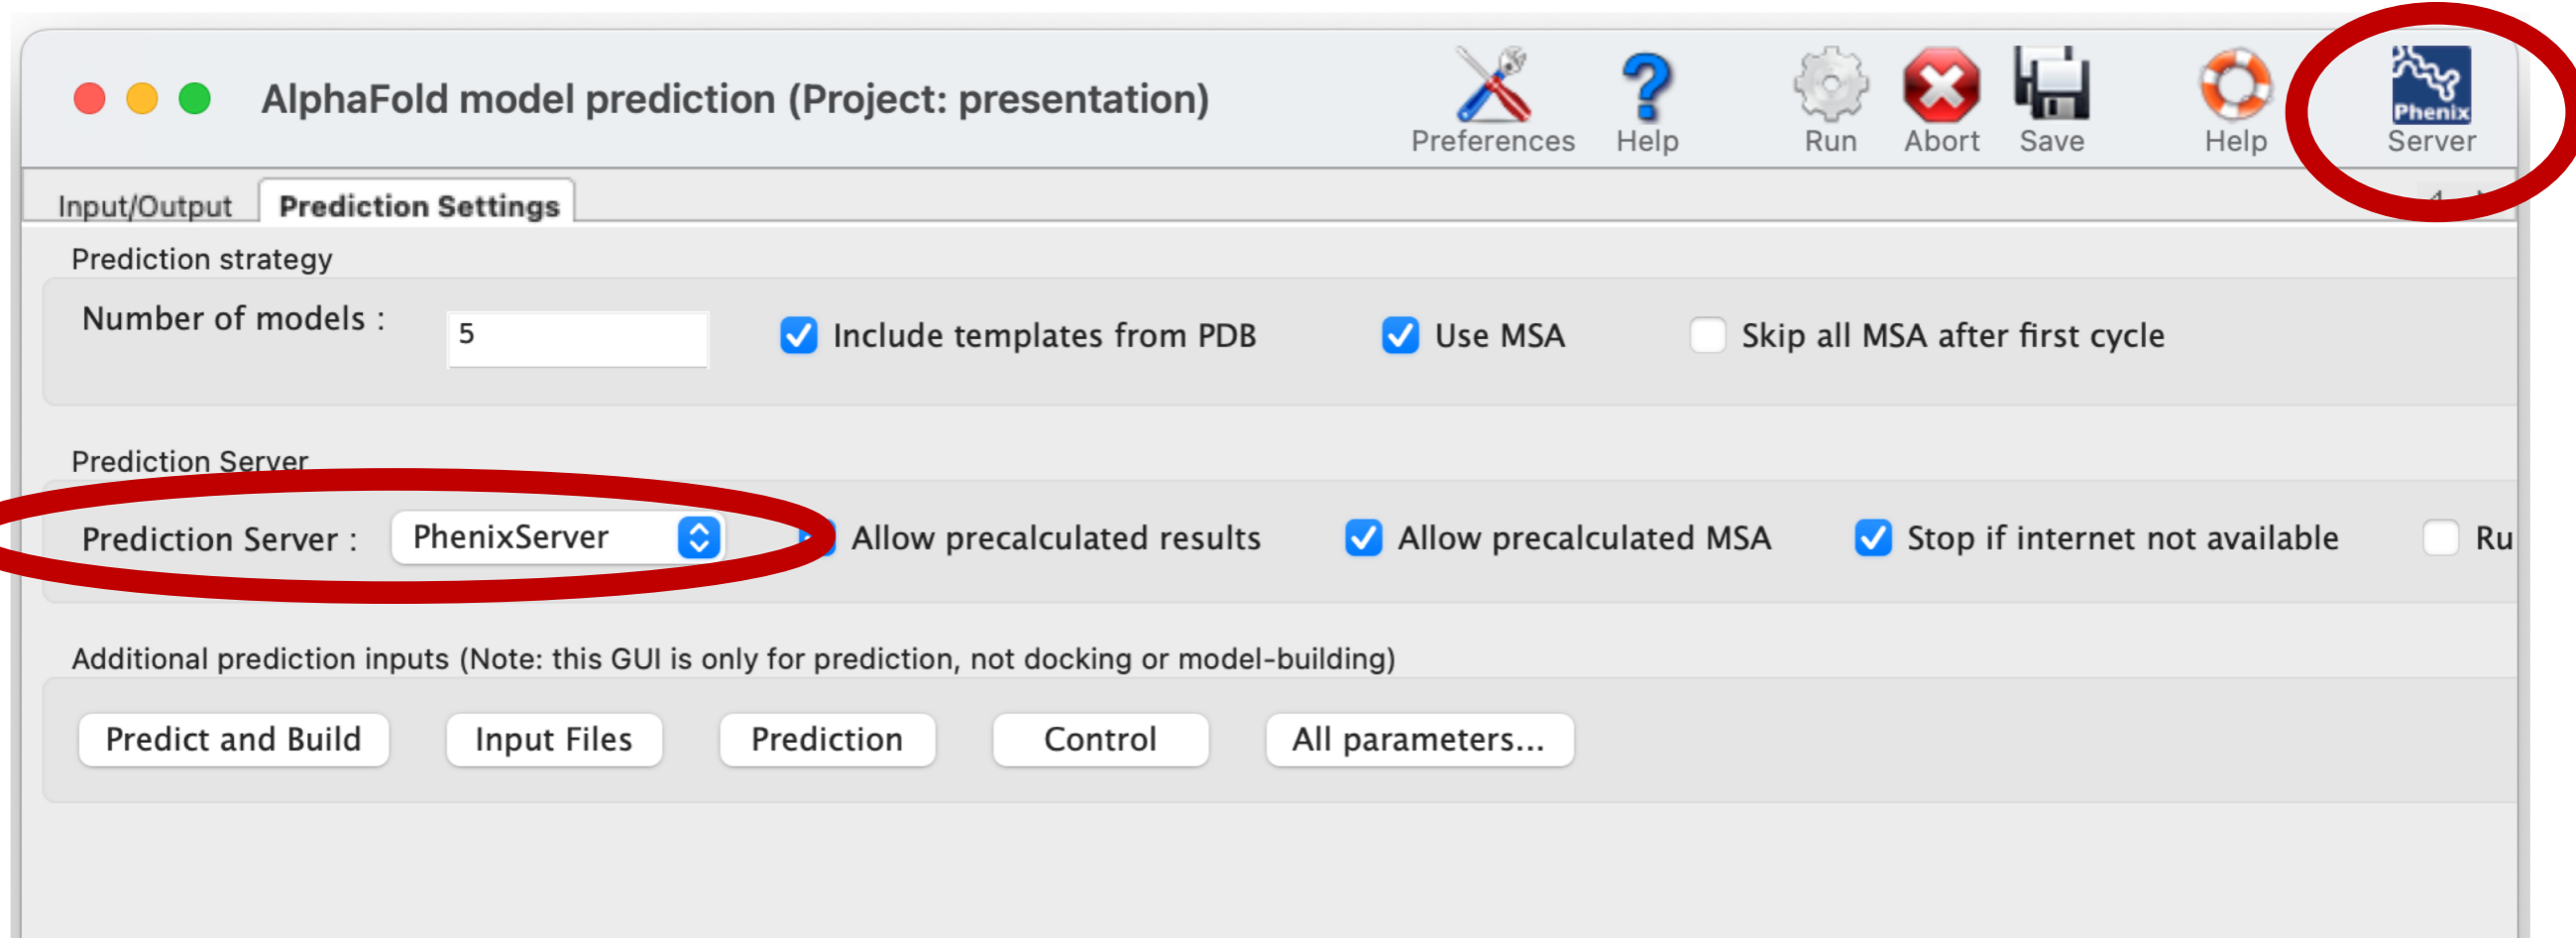 AlphaFold model prediction (Project: presentation)
Preferences Help Run Abort Save Help Phenix Server
Input/Output Prediction Settings
Prediction strategy
Number of models : 5 Include templates from PDB Use MSA Skip all MSA after first cycle
Prediction Server
Prediction Server : PhenixServer Allow precalculated results Allow precalculated MSA Stop if internet not available Ru
Additional prediction inputs (Note: this GUI is only for prediction, not docking or model-building)
Predict and Build Input Files Prediction Control All parameters...